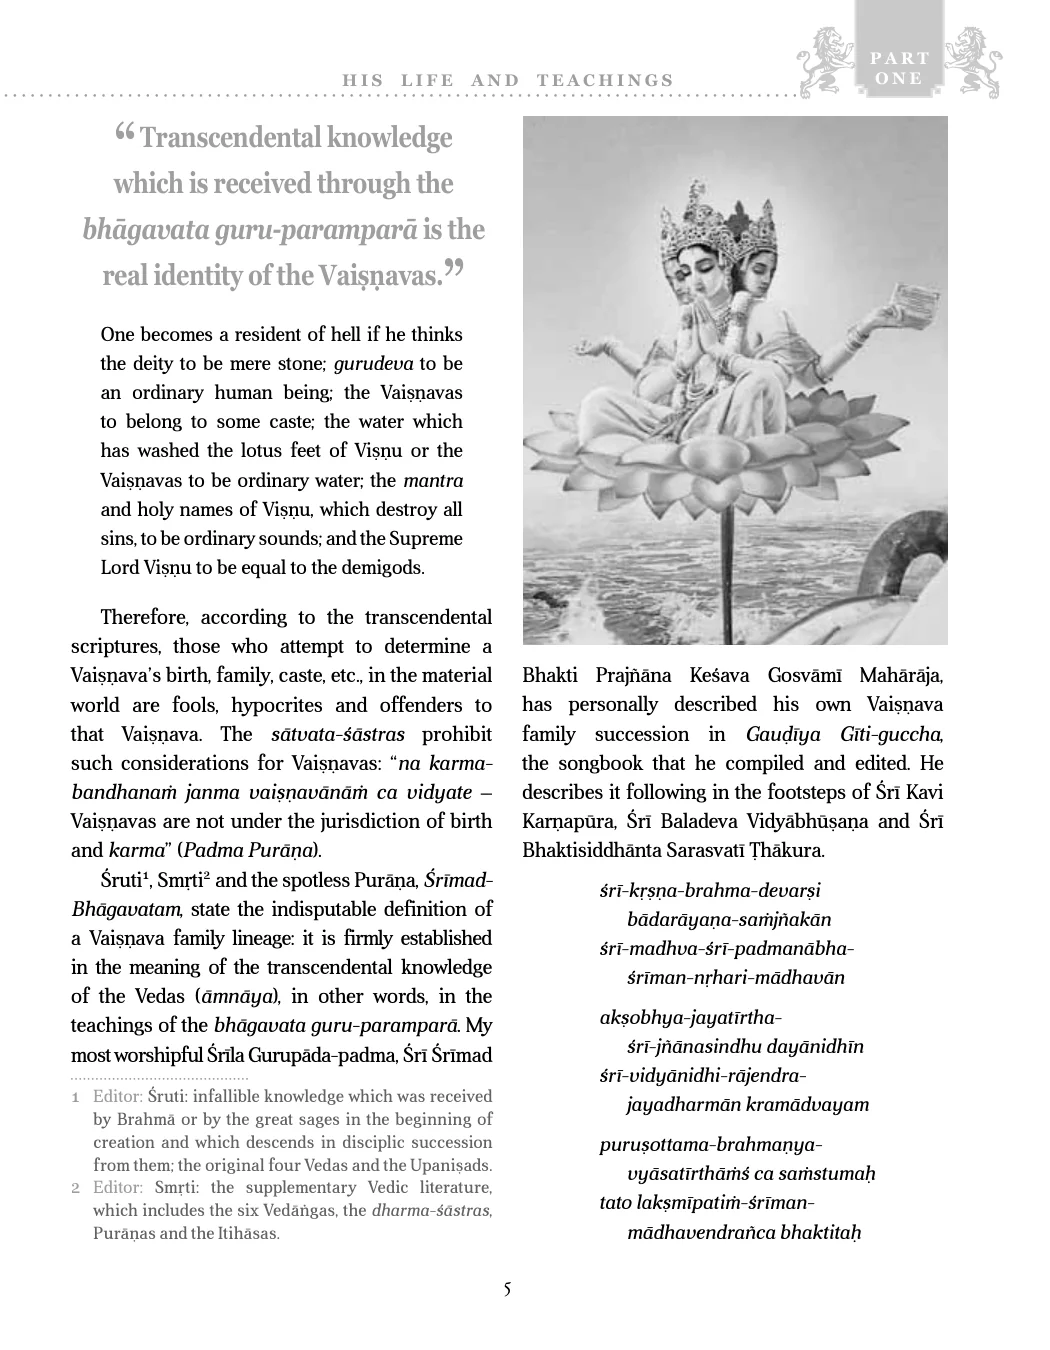 HIS LIFE AND TEACHINGS
PART
ONE
“Transcendental knowledge
which is received through the
bhāgavata guru-paramparā is the
real identity of the Vaiṣṇavas.”
One becomes a resident of hell if he thinks
the deity to be mere stone; gurudeva to be
an ordinary human being; the Vaiṣṇavas
to belong to some caste; the water which
has washed the lotus feet of Viṣṇu or the
Vaiṣṇavas to be ordinary water; the mantra
and holy names of Viṣṇu, which destroy all
sins, to be ordinary sounds; and the Supreme
Lord Viṣṇu to be equal to the demigods.
Therefore, according to the transcendental
scriptures, those who attempt to determine a
Vaiṣṇava’s birth, family, caste, etc., in the material
world are fools, hypocrites and offenders to
that Vaiṣṇava. The sātvata-śāstras prohibit
such considerations for Vaiṣṇavas: “na karma-
bandhanaṁ janma vaiṣṇavānāṁ ca vidyate –
Vaiṣṇavas are not under the jurisdiction of birth
and karma” (Padma Purāṇa).
Śruti¹, Smṛti² and the spotless Purāṇa, Śrīmad-
Bhāgavatam, state the indisputable definition of
a Vaiṣṇava family lineage: it is firmly established
in the meaning of the transcendental knowledge
of the Vedas (āmnāya), in other words, in the
teachings of the bhāgavata guru-paramparā. My
most worshipful Śrīla Gurupāda-padma, Śrī Śrīmad
1 Editor: Śruti: infallible knowledge which was received
by Brahmā or by the great sages in the beginning of
creation and which descends in disciplic succession
from them; the original four Vedas and the Upaniṣads.
2 Editor: Smṛti: the supplementary Vedic literature,
which includes the six Vedāṅgas, the dharma-śāstras,
Purāṇas and the Itihāsas.
Bhakti Prajñāna Keśava Gosvāmī Mahārāja,
has personally described his own Vaiṣṇava
family succession in Gauḍīya Gīti-guccha,
the songbook that he compiled and edited. He
describes it following in the footsteps of Śrī Kavi
Karṇapūra, Śrī Baladeva Vidyābhūṣaṇa and Śrī
Bhaktisiddhānta Sarasvatī Ṭhākura.
śrī-kṛṣṇa-brahma-devarṣi
bādarāyaṇa-saṁjñakān
śrī-madhva-śrī-padmanābha-
śrīman-nṛhari-mādhavān
akṣobhya-jayatīrtha-
śrī-jñānasindhu dayānidhīn
śrī-vidyānidhi-rājendra-
jayadharmān kramādvayam
puruṣottama-brahmaṇya-
vyāsatīrthāṁś ca saṁstumaḥ
tato lakṣmīpatiṁ-śrīman-
mādhavendrañca bhaktitaḥ
5